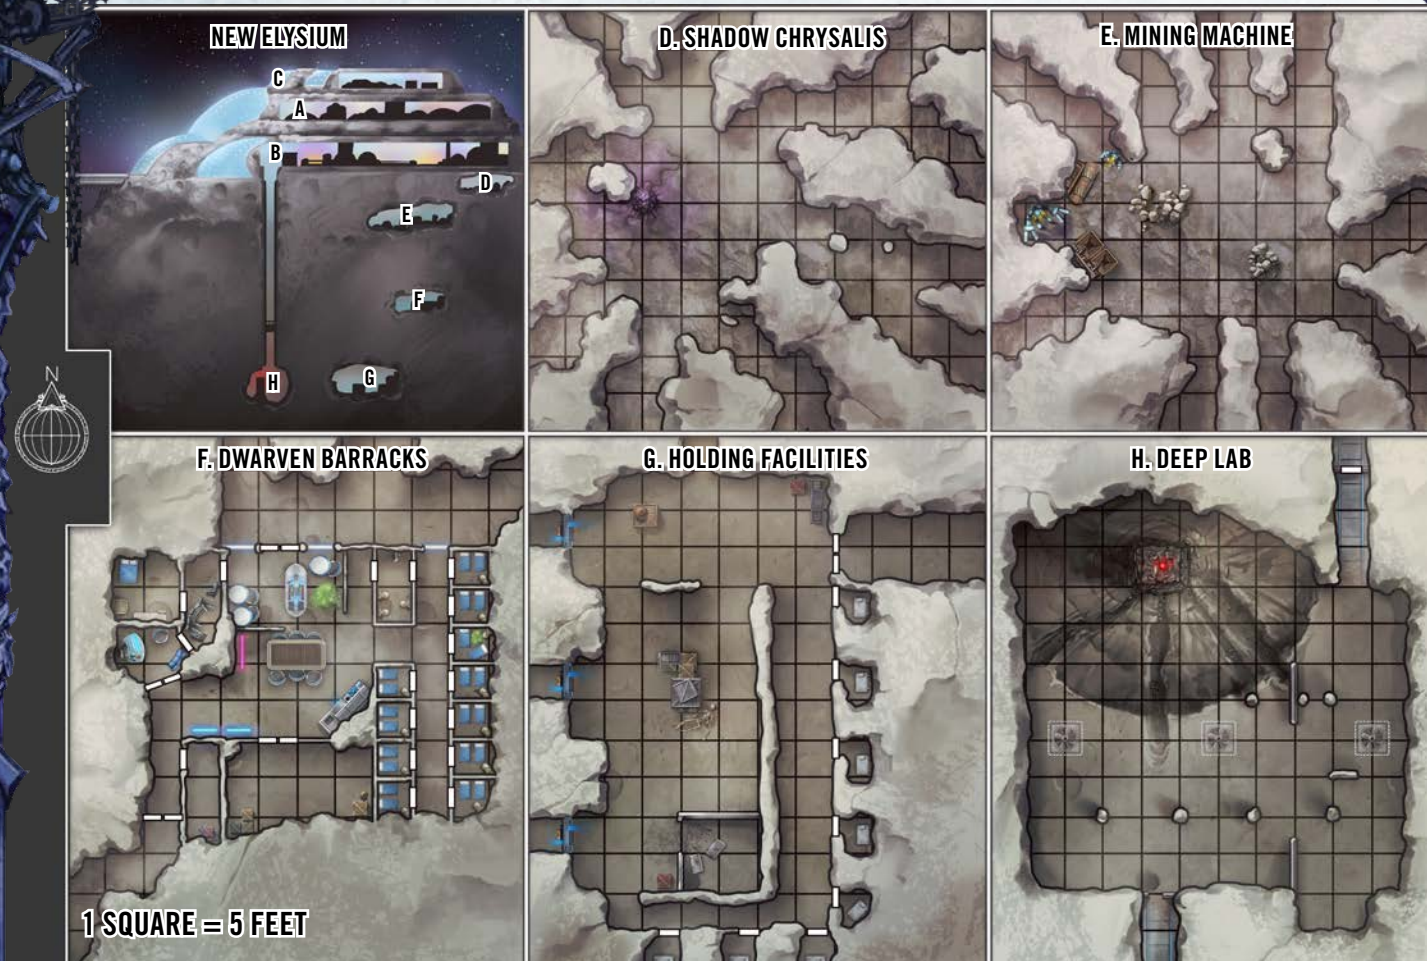 NEW ELYSIUM
C
A
B
D
E
F
G
H
D. SHADOW CHRYSALIS
E. MINING MACHINE
N
F. DWARVEN BARRACKS
G. HOLDING FACILITIES
H. DEEP LAB
1 SQUARE = 5 FEET